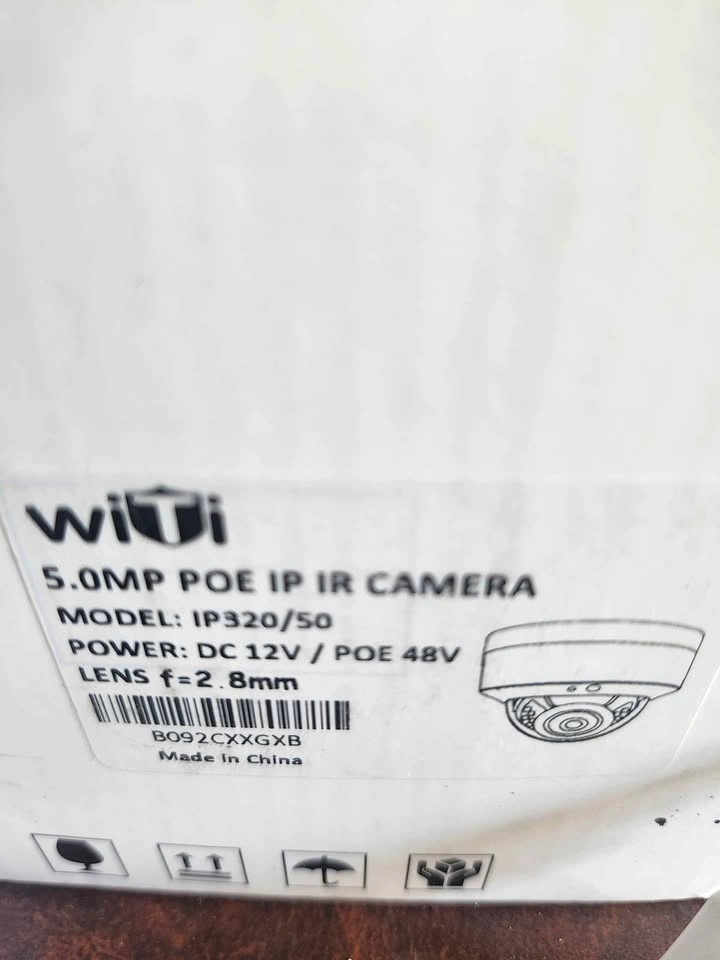 WiTi
5.0MP POE IP IR CAMERA
MODEL: IP320/50
POWER: DC 12V / POE 48V
LENS f=2.8mm
B092CXXGXB
Made in China